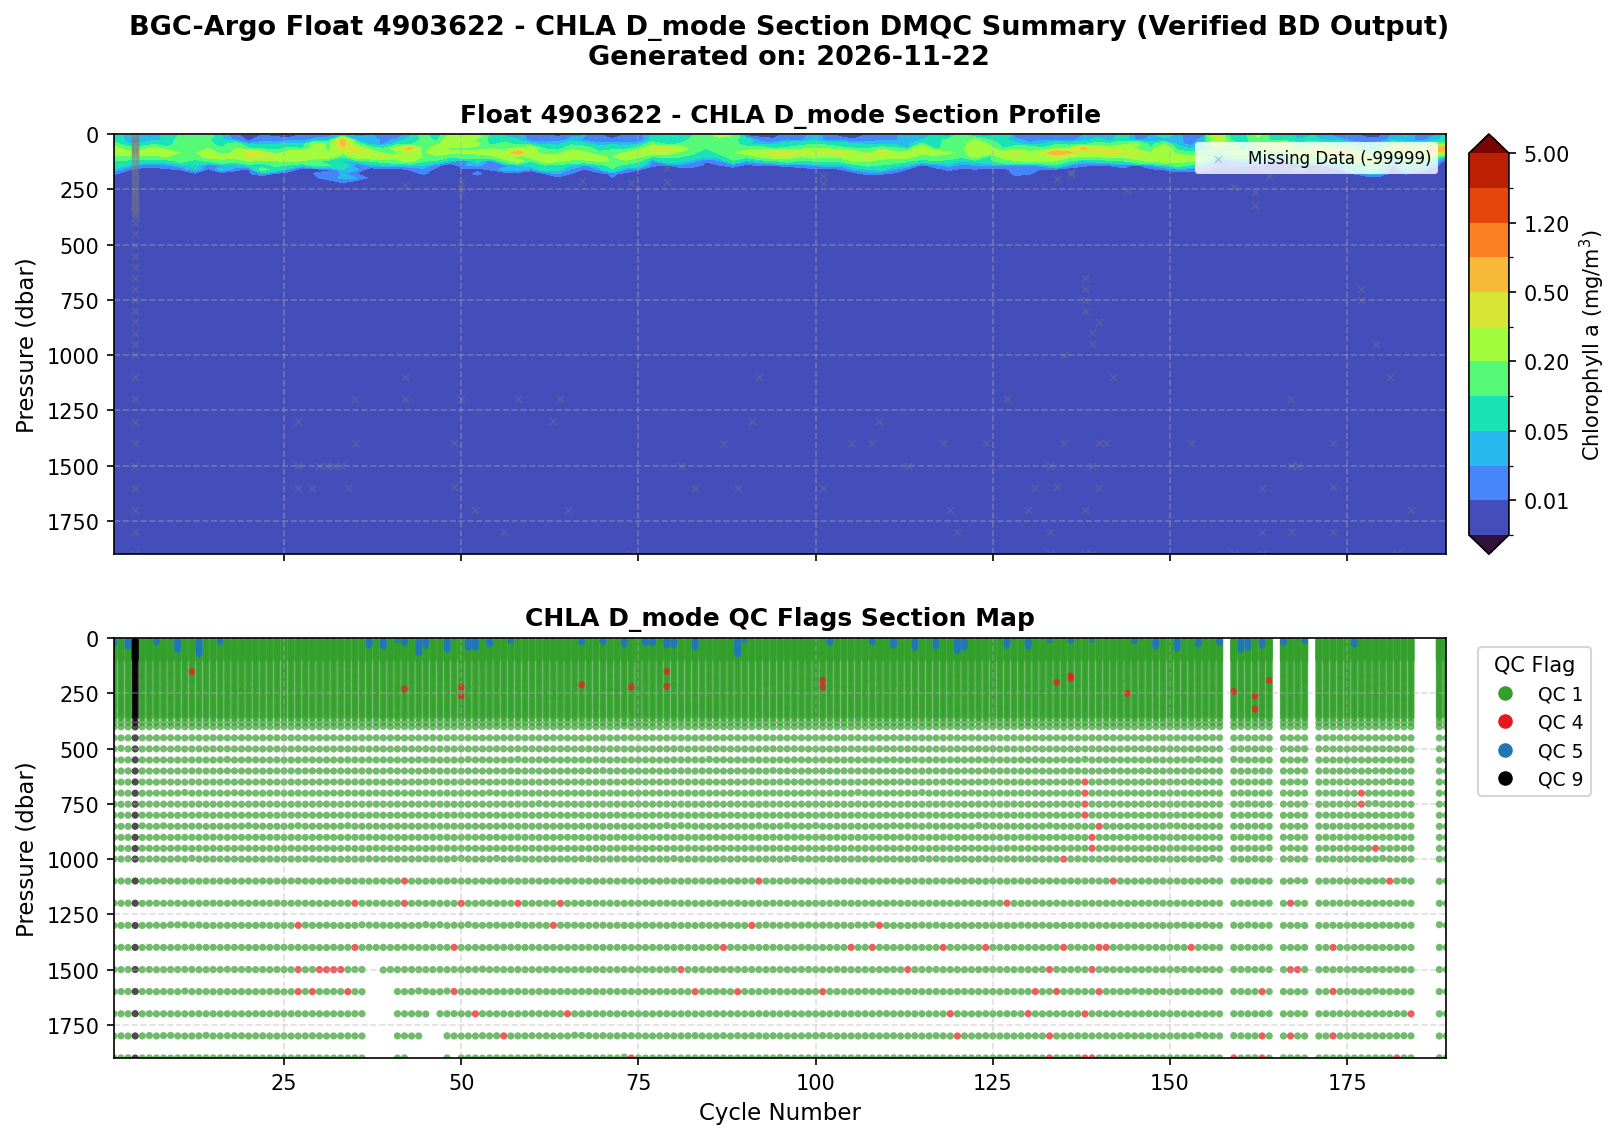 BGC-Argo Float 4903622 - CHLA D_mode Section DMQC Summary (Verified BD Output)
Generated on: 2026-11-22
Float 4903622 - CHLA D_mode Section Profile
Missing Data (-99999)
Pressure (dbar)
0
250
500
750
1000
1250
1500
1750
5.00
1.20
0.50
0.20
0.05
0.01
Chlorophyll a (mg/m³)
CHLA D_mode QC Flags Section Map
Pressure (dbar)
0
250
500
750
1000
1250
1500
1750
25
50
75
100
125
150
175
Cycle Number
QC Flag
QC 1
QC 4
QC 5
QC 9